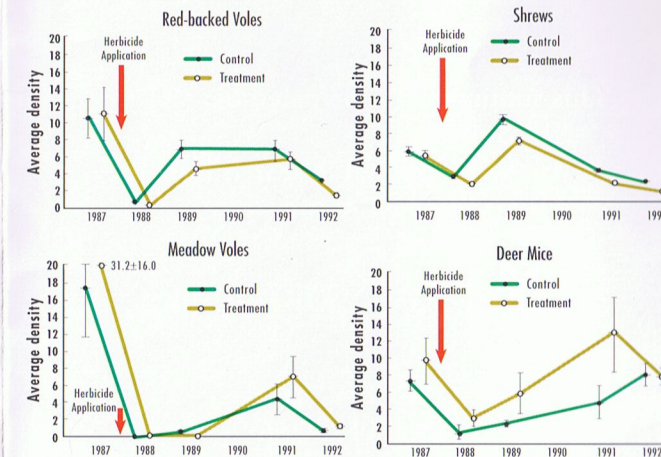 Red-backed Voles
Average density
20
18
16
14
12
10
8
6
4
2
0
Herbicide
Application
Control
Treatment
1987 1988 1989 1990 1991 1992
Shrews
Average density
20
18
16
14
12
10
8
6
4
2
0
Herbicide
Application
Control
Treatment
1987 1988 1989 1990 1991 199
Meadow Voles
Average density
20
18
16
14
12
10
8
6
4
2
0
31.2±16.0
Control
Treatment
Herbicide
Application
1987 1988 1989 1990 1991 1992
Deer Mice
Average density
20
18
16
14
12
10
8
6
4
2
0
Herbicide
Application
Control
Treatment
1987 1988 1989 1990 1991 1992